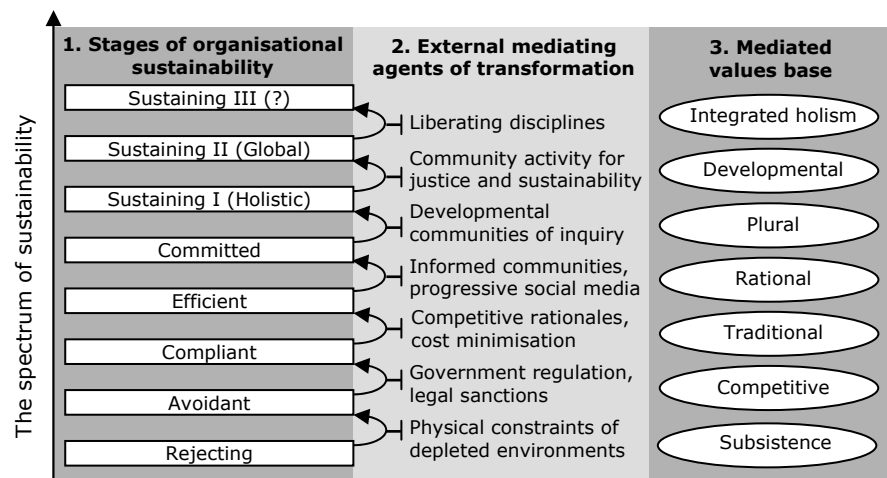 The spectrum of sustainability
1. Stages of organisational
sustainability
Sustaining III (?)
Sustaining II (Global)
Sustaining I (Holistic)
Committed
Efficient
Compliant
Avoidant
Rejecting
2. External mediating
agents of transformation
Liberating disciplines
Community activity for
justice and sustainability
Developmental
communities of inquiry
Informed communities,
progressive social media
Competitive rationales,
cost minimisation
Government regulation,
legal sanctions
Physical constraints of
depleted environments
3. Mediated
values base
Integrated holism
Developmental
Plural
Rational
Traditional
Competitive
Subsistence